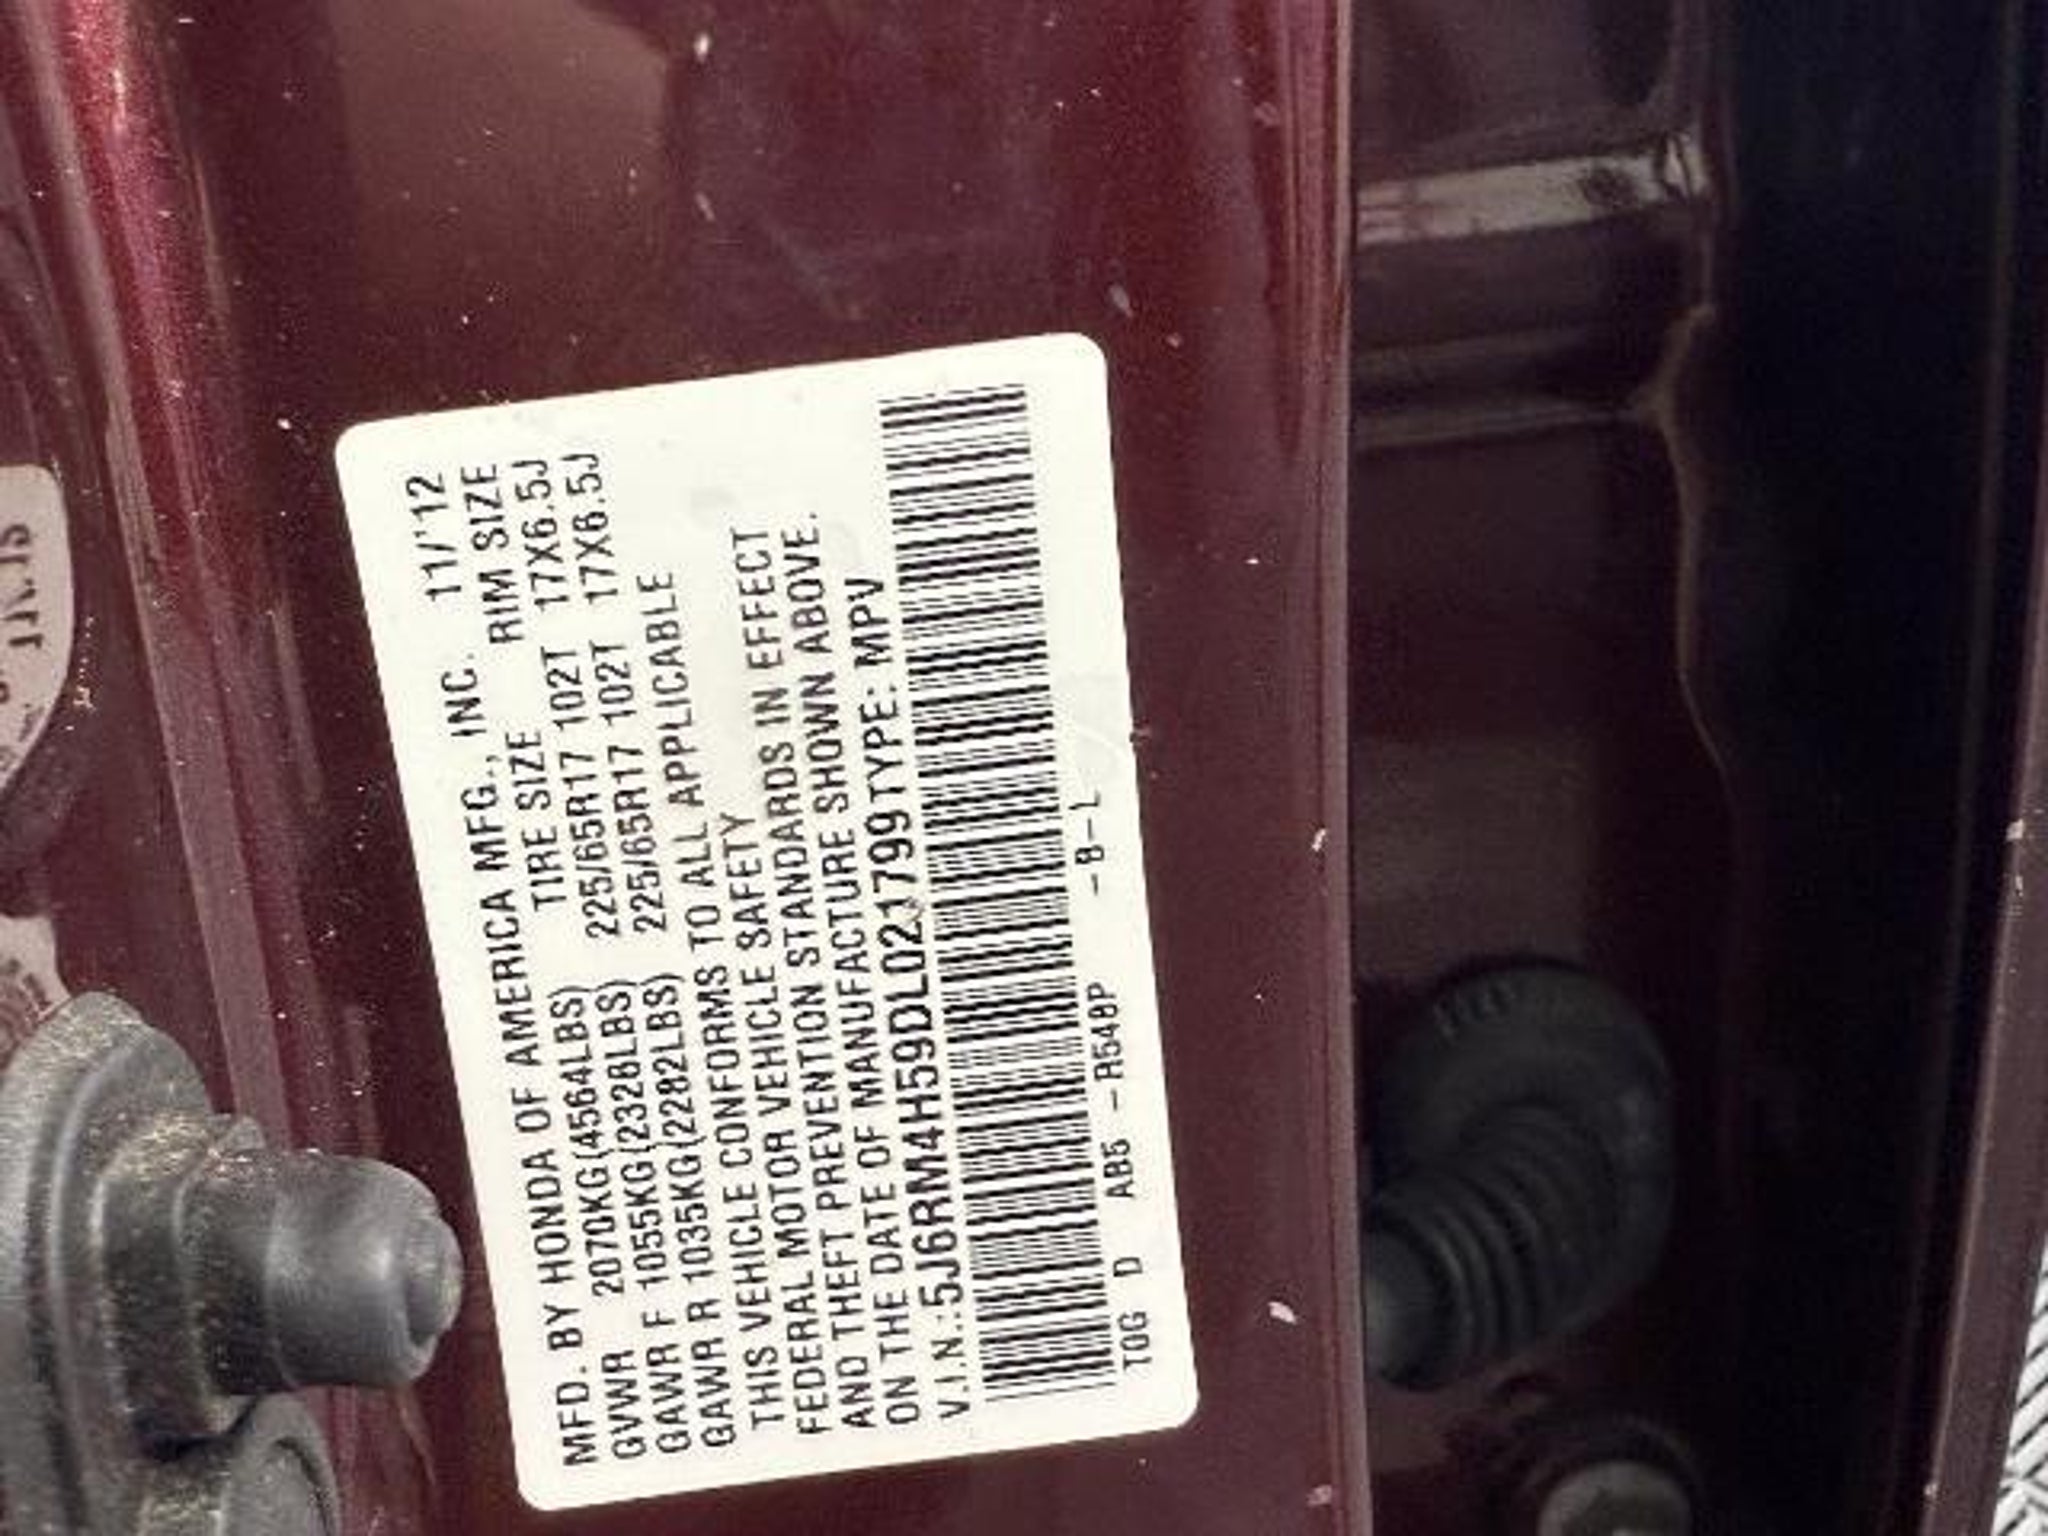 MFD. BY HONDA OF AMERICA MFG., INC. 11/'12
TIRE SIZE RIM SIZE
GVWR 2070KG(4564LBS)
GAWR F 1055KG(2326LBS) 225/65R17 102T 17X6.5J
GAWR R 1035KG(2282LBS) 225/65R17 102T 17X6.5J
THIS VEHICLE CONFORMS TO ALL APPLICABLE
FEDERAL MOTOR VEHICLE SAFETY
AND THEFT PREVENTION STANDARDS IN EFFECT
ON THE DATE OF MANUFACTURE SHOWN ABOVE.
V.I.N.:5J6RM4H59DL021799TYPE: MPV
T0G D AB5 -R548P -B-L